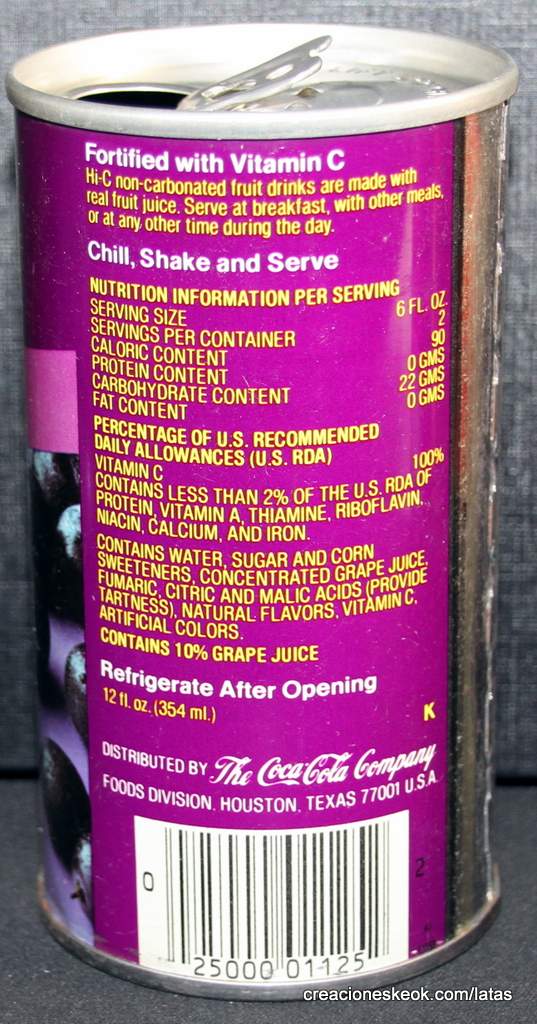 Fortified with Vitamin C
Hi-C non-carbonated fruit drinks are made with
real fruit juice. Serve at breakfast, with other meals,
or at any other time during the day.
Chill, Shake and Serve
NUTRITION INFORMATION PER SERVING
SERVING SIZE 6 FL. OZ.
SERVINGS PER CONTAINER 2
CALORIC CONTENT 90
PROTEIN CONTENT 0 GMS
CARBOHYDRATE CONTENT 22 GMS
FAT CONTENT 0 GMS
PERCENTAGE OF U.S. RECOMMENDED
DAILY ALLOWANCES (U.S. RDA)
VITAMIN C 100%
CONTAINS LESS THAN 2% OF THE U.S. RDA OF
PROTEIN, VITAMIN A, THIAMINE, RIBOFLAVIN,
NIACIN, CALCIUM, AND IRON.
CONTAINS WATER, SUGAR AND CORN
SWEETENERS, CONCENTRATED GRAPE JUICE,
FUMARIC, CITRIC AND MALIC ACIDS (PROVIDE
TARTNESS), NATURAL FLAVORS, VITAMIN C,
ARTIFICIAL COLORS.
CONTAINS 10% GRAPE JUICE
Refrigerate After Opening
12 fl. oz. (354 ml.)
K
DISTRIBUTED BY The Coca-Cola Company
FOODS DIVISION, HOUSTON, TEXAS 77001 U.S.A.
0 25000 01125 2
creacioneskeok.com/latas